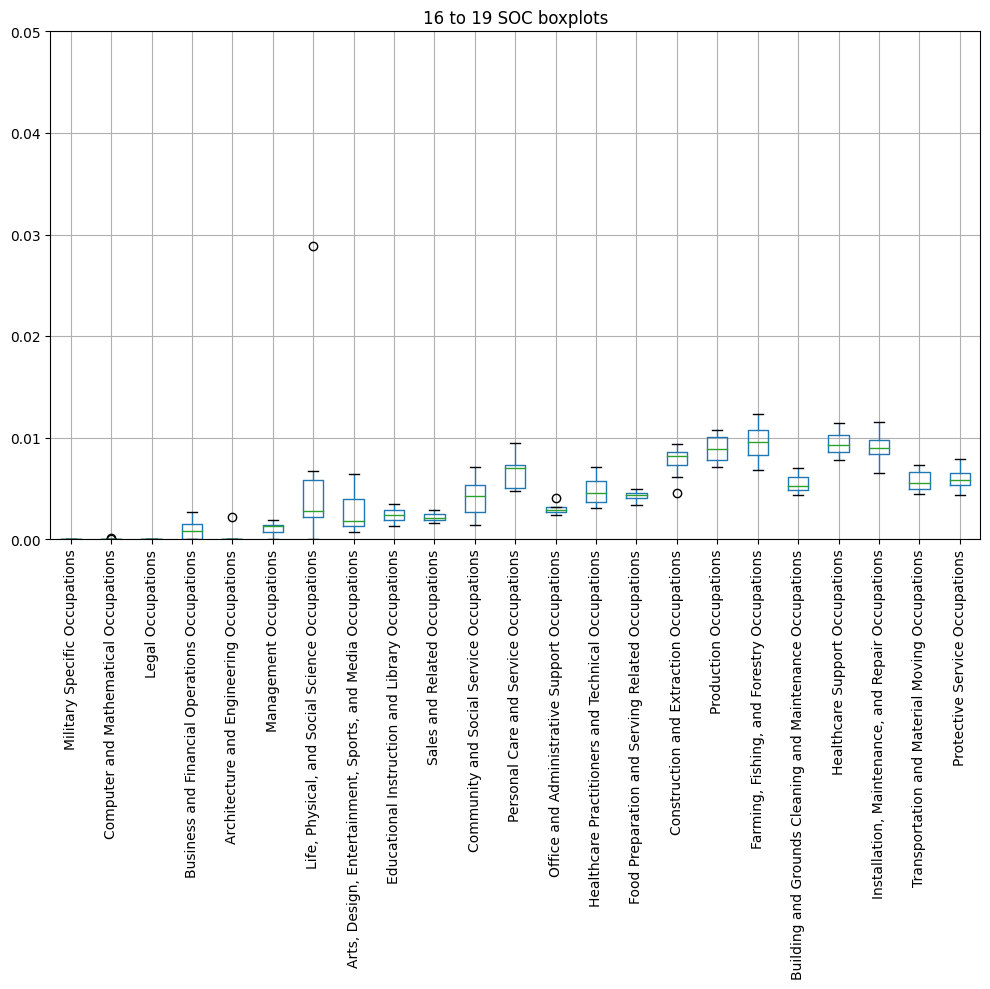 16 to 19 SOC boxplots
0.05
0.04
0.03
0.02
0.01
0.00
Military Specific Occupations
Computer and Mathematical Occupations
Legal Occupations
Business and Financial Operations Occupations
Architecture and Engineering Occupations
Management Occupations
Life, Physical, and Social Science Occupations
Arts, Design, Entertainment, Sports, and Media Occupations
Educational Instruction and Library Occupations
Sales and Related Occupations
Community and Social Service Occupations
Personal Care and Service Occupations
Office and Administrative Support Occupations
Healthcare Practitioners and Technical Occupations
Food Preparation and Serving Related Occupations
Construction and Extraction Occupations
Production Occupations
Farming, Fishing, and Forestry Occupations
Building and Grounds Cleaning and Maintenance Occupations
Healthcare Support Occupations
Installation, Maintenance, and Repair Occupations
Transportation and Material Moving Occupations
Protective Service Occupations